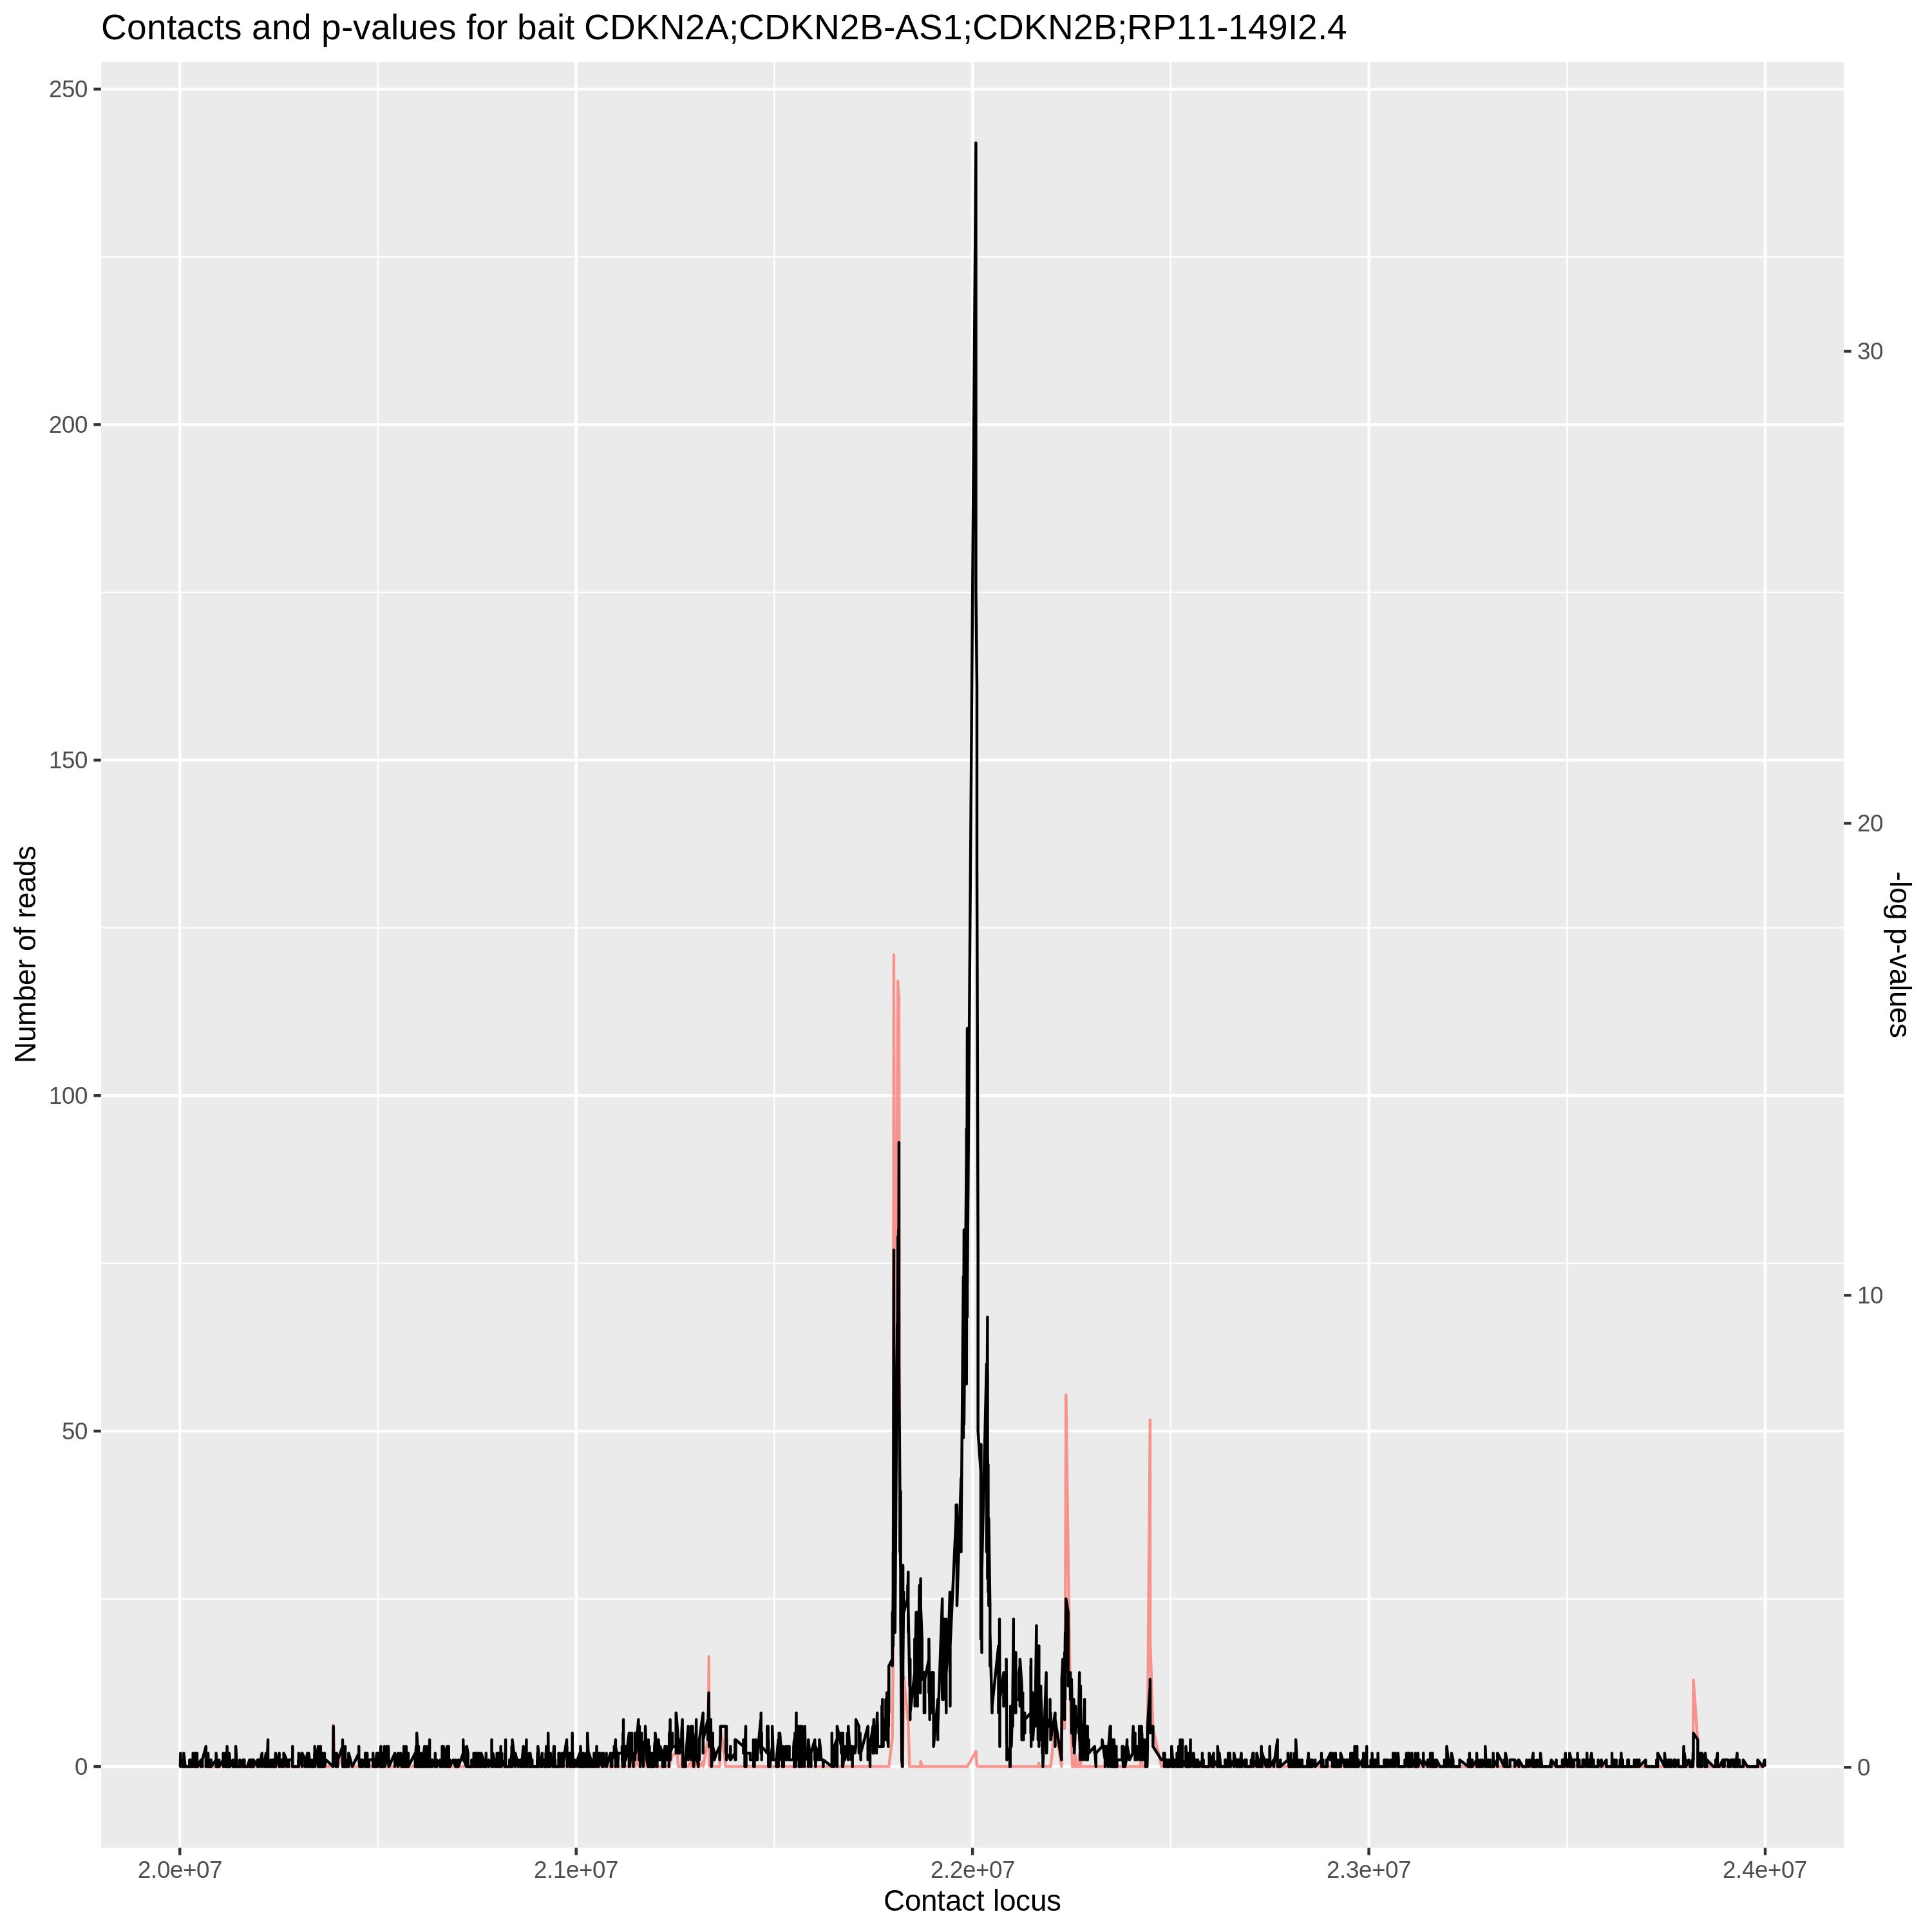 Contacts and p-values for bait CDKN2A;CDKN2B-AS1;CDKN2B;RP11-149I2.4
250
200
150
100
50
0
Number of reads
30
20
10
0
-log p-values
2.0e+07 2.1e+07 2.2e+07 2.3e+07 2.4e+07
Contact locus